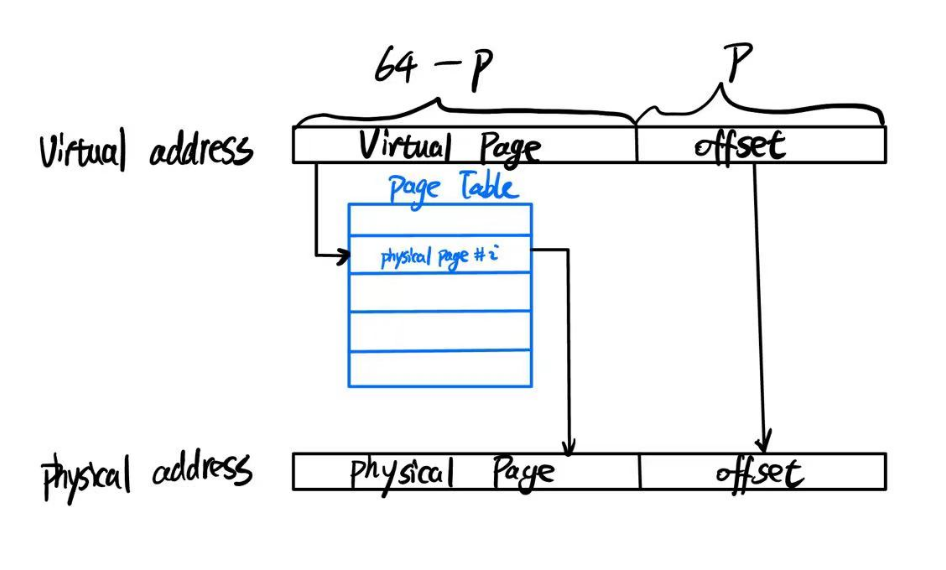 64 - P
P
Virtual address
Virtual Page
offset
Page Table
physical page #i
physical address
physical Page
offset